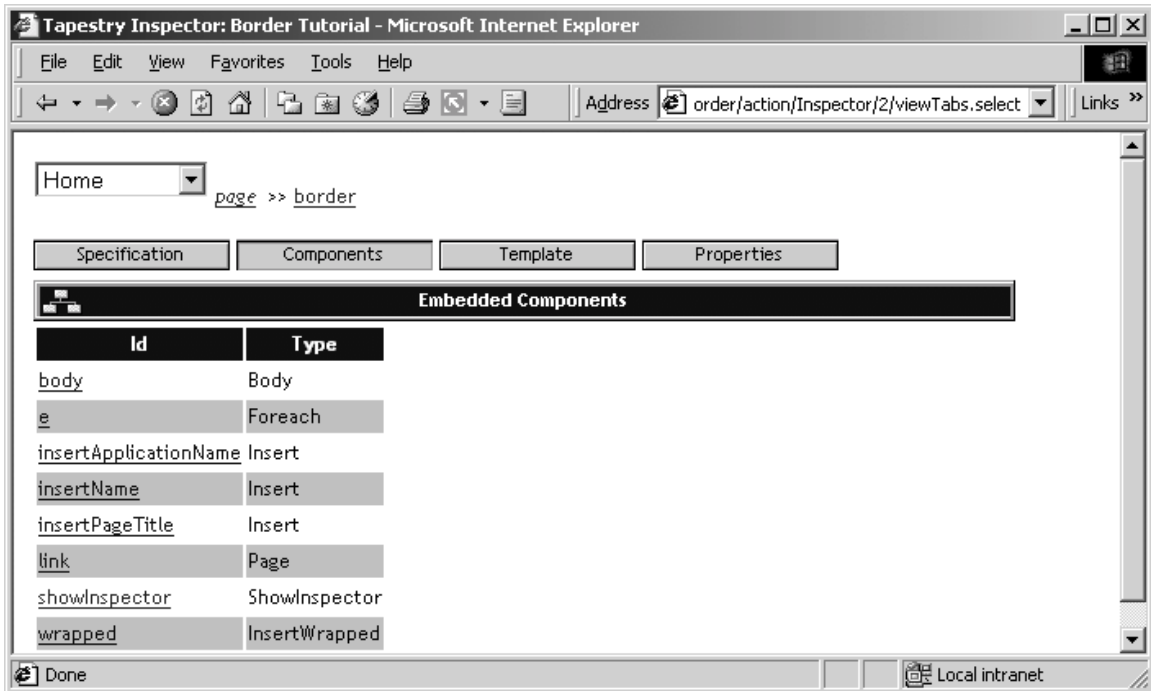 Tapestry Inspector: Border Tutorial - Microsoft Internet Explorer
File Edit View Favorites Tools Help
Address order/action/Inspector/2/viewTabs.select Links »
Home page >> border
Specification Components Template Properties
Embedded Components
Id Type
body Body
e Foreach
insertApplicationName Insert
insertName Insert
insertPageTitle Insert
link Page
showInspector ShowInspector
wrapped InsertWrapped
Done Local intranet